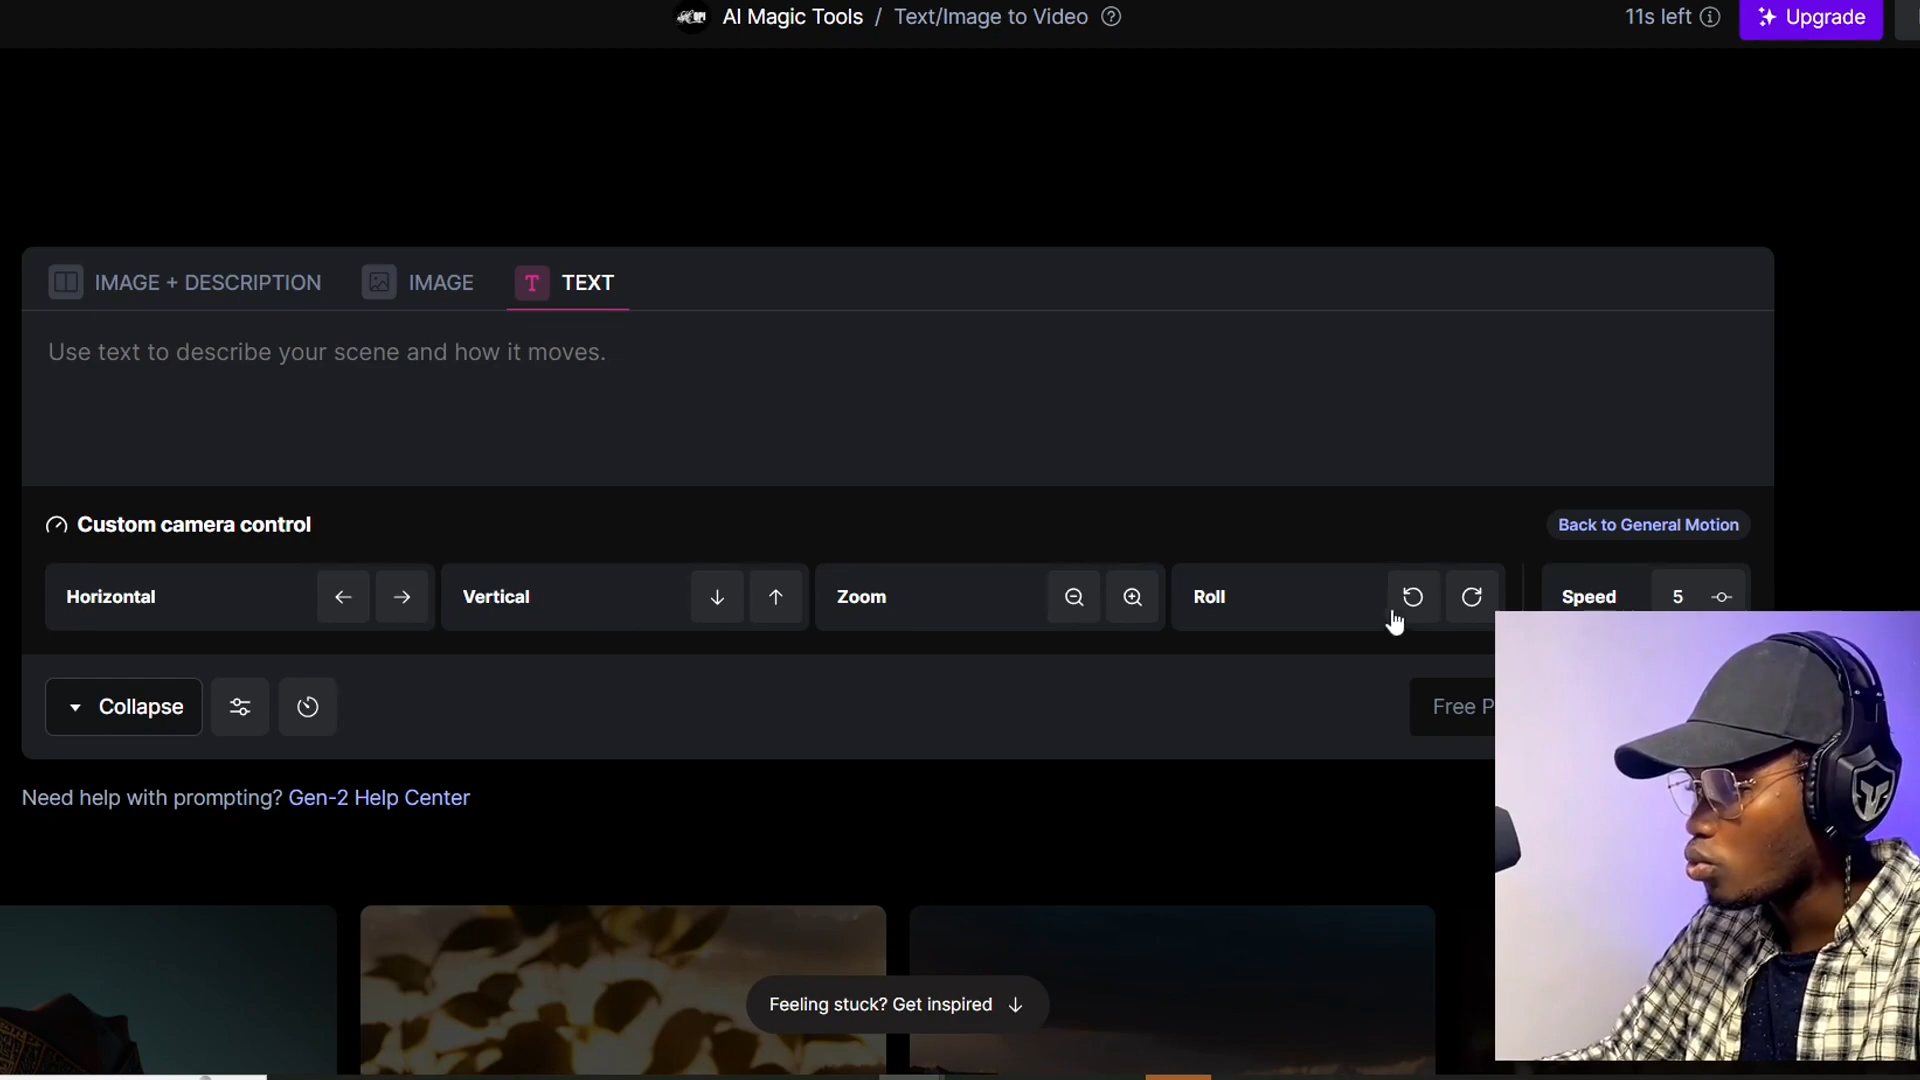 AI Magic Tools / Text/Image to Video
11s left
Upgrade
IMAGE + DESCRIPTION
IMAGE
T TEXT
Use text to describe your scene and how it moves.
Custom camera control
Back to General Motion
Horizontal
Vertical
Zoom
Roll
Speed 5
Collapse
Free P
Need help with prompting? Gen-2 Help Center
Feeling stuck? Get inspired